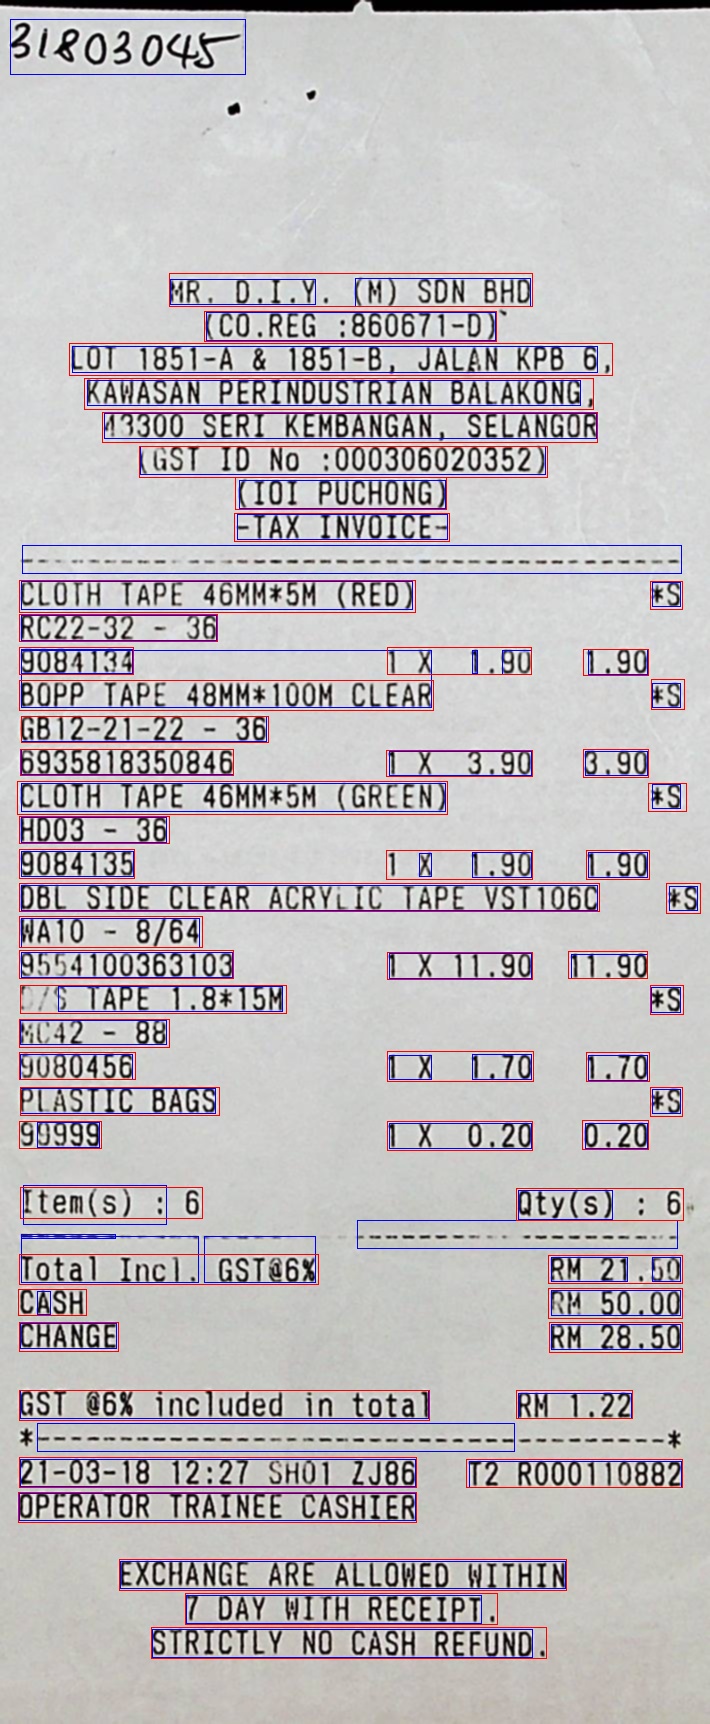 31803045
MR. D.I.Y. (M) SDN BHD
(CO.REG :860671-D)
LOT 1851-A & 1851-B, JALAN KPB 6,
KAWASAN PERINDUSTRIAN BALAKONG,
43300 SERI KEMBANGAN, SELANGOR
(GST ID No :000306020352)
(IOI PUCHONG)
-TAX INVOICE-
----------------------------------------
CLOTH TAPE 46MM*5M (RED) *S
RC22-32 - 36
9084134 1 X 1.90 1.90
BOPP TAPE 48MM*100M CLEAR *S
GB12-21-22 - 36
6935818350846 1 X 3.90 3.90
CLOTH TAPE 46MM*5M (GREEN) *S
HD03 - 36
9084135 1 X 1.90 1.90
DBL SIDE CLEAR ACRYLIC TAPE VST106C *S
WA10 - 8/64
9554100363103 1 X 11.90 11.90
D/S TAPE 1.8*15M *S
MC42 - 88
9080456 1 X 1.70 1.70
PLASTIC BAGS *S
99999 1 X 0.20 0.20
Item(s) : 6 Qty(s) : 6
----------------------------------------
Total Incl. GST@6% RM 21.50
CASH RM 50.00
CHANGE RM 28.50
GST @6% included in total RM 1.22
*--------------------------------------*
21-03-18 12:27 SH01 ZJ86 T2 R000110882
OPERATOR TRAINEE CASHIER
EXCHANGE ARE ALLOWED WITHIN
7 DAY WITH RECEIPT.
STRICTLY NO CASH REFUND.